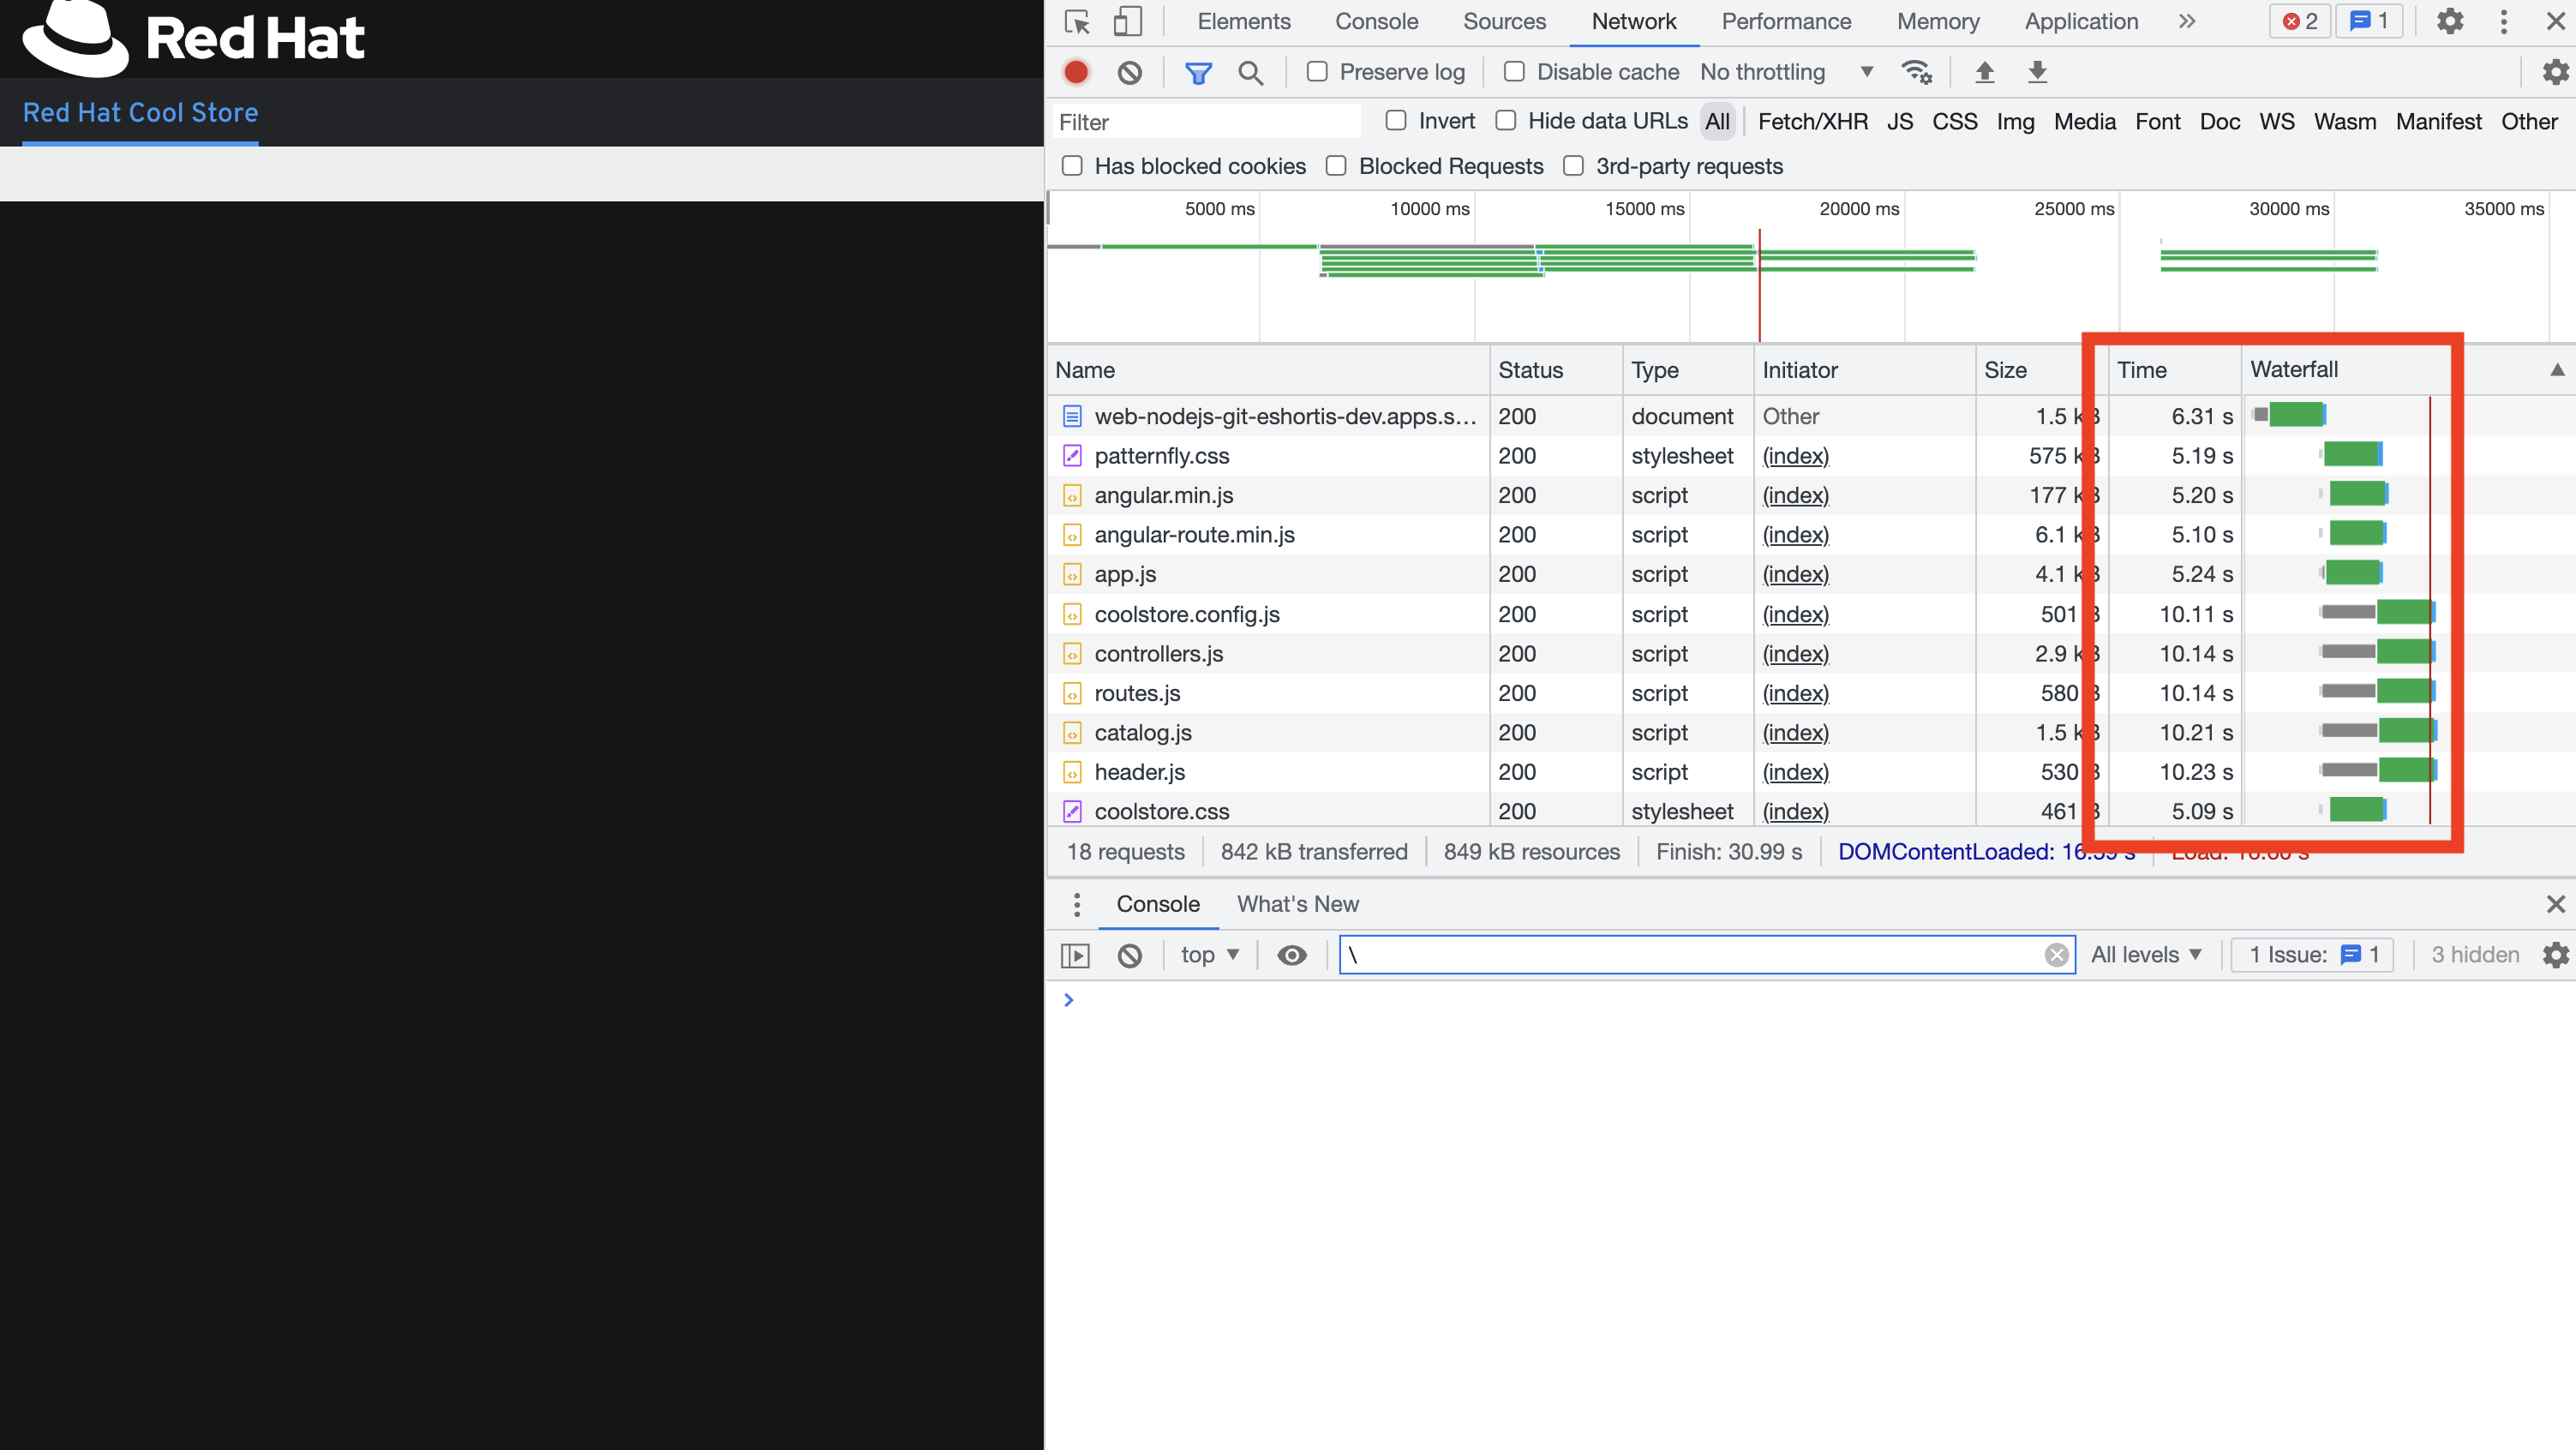 Red Hat
Red Hat Cool Store
Elements Console Sources Network Performance Memory Application » 2 1
Preserve log Disable cache No throttling
Filter Invert Hide data URLs All Fetch/XHR JS CSS Img Media Font Doc WS Wasm Manifest Other
Has blocked cookies Blocked Requests 3rd-party requests
5000 ms 10000 ms 15000 ms 20000 ms 25000 ms 30000 ms 35000 ms
Name Status Type Initiator Size Time Waterfall
web-nodejs-git-eshortis-dev.apps.s... 200 document Other 1.5 kB 6.31 s
patternfly.css 200 stylesheet (index) 575 kB 5.19 s
angular.min.js 200 script (index) 177 kB 5.20 s
angular-route.min.js 200 script (index) 6.1 kB 5.10 s
app.js 200 script (index) 4.1 kB 5.24 s
coolstore.config.js 200 script (index) 501 B 10.11 s
controllers.js 200 script (index) 2.9 kB 10.14 s
routes.js 200 script (index) 580 B 10.14 s
catalog.js 200 script (index) 1.5 kB 10.21 s
header.js 200 script (index) 530 B 10.23 s
coolstore.css 200 stylesheet (index) 461 B 5.09 s
18 requests 842 kB transferred 849 kB resources Finish: 30.99 s DOMContentLoaded: s Load: s
Console What's New
top \ All levels 1 Issue: 1 3 hidden